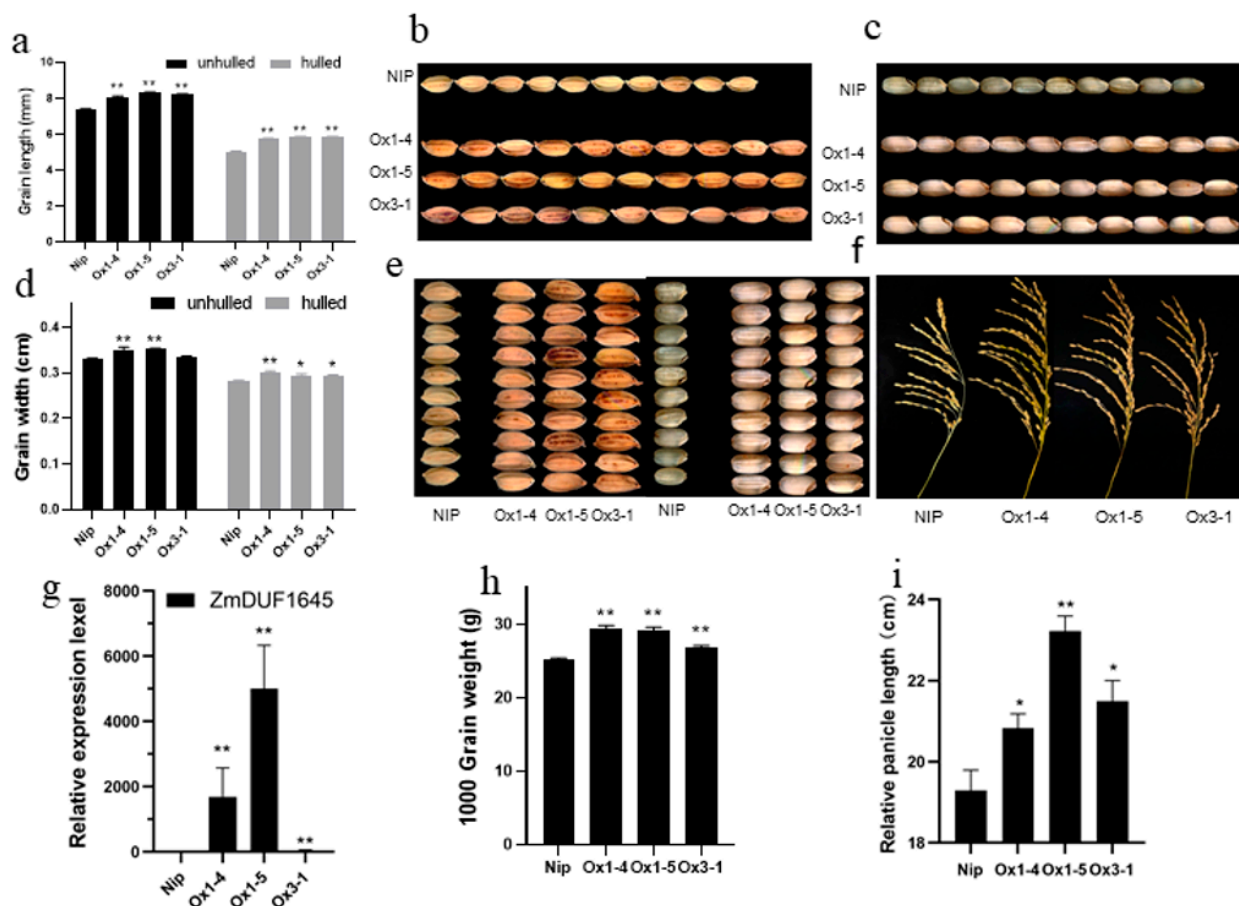 a
unhulled hulled
Grain length (mm)
10
8
6
4
2
0
** ** **
** ** **
Nip Ox1-4 Ox1-5 Ox3-1
Nip Ox1-4 Ox1-5 Ox3-1
b
NIP
Ox1-4
Ox1-5
Ox3-1
c
NIP
Ox1-4
Ox1-5
Ox3-1
d
unhulled hulled
Grain width (cm)
0.4
0.3
0.2
0.1
0.0
** **
** * *
Nip Ox1-4 Ox1-5 Ox3-1
Nip Ox1-4 Ox1-5 Ox3-1
e
NIP Ox1-4 Ox1-5 Ox3-1
NIP Ox1-4 Ox1-5 Ox3-1
f
NIP Ox1-4 Ox1-5 Ox3-1
g
ZmDUF1645
Relative expression lexel
8000
6000
4000
2000
0
** ** **
Nip Ox1-4 Ox1-5 Ox3-1
h
1000 Grain weight (g)
30
20
10
0
** ** **
Nip Ox1-4 Ox1-5 Ox3-1
i
Relative panicle length (cm)
24
22
20
18
* ** *
Nip Ox1-4 Ox1-5 Ox3-1